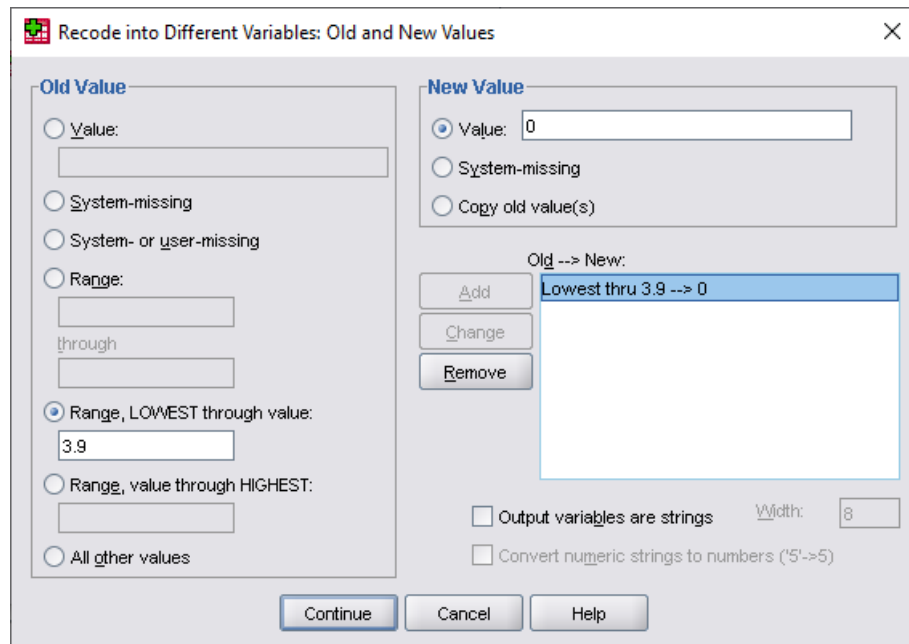 Recode into Different Variables: Old and New Values
Old Value
Value:
System-missing
System- or user-missing
Range:
through
Range, LOWEST through value:
3.9
Range, value through HIGHEST:
All other values
New Value
Value: 0
System-missing
Copy old value(s)
Old --> New:
Add
Change
Remove
Lowest thru 3.9 --> 0
Output variables are strings Width: 8
Convert numeric strings to numbers ('5'->5)
Continue Cancel Help